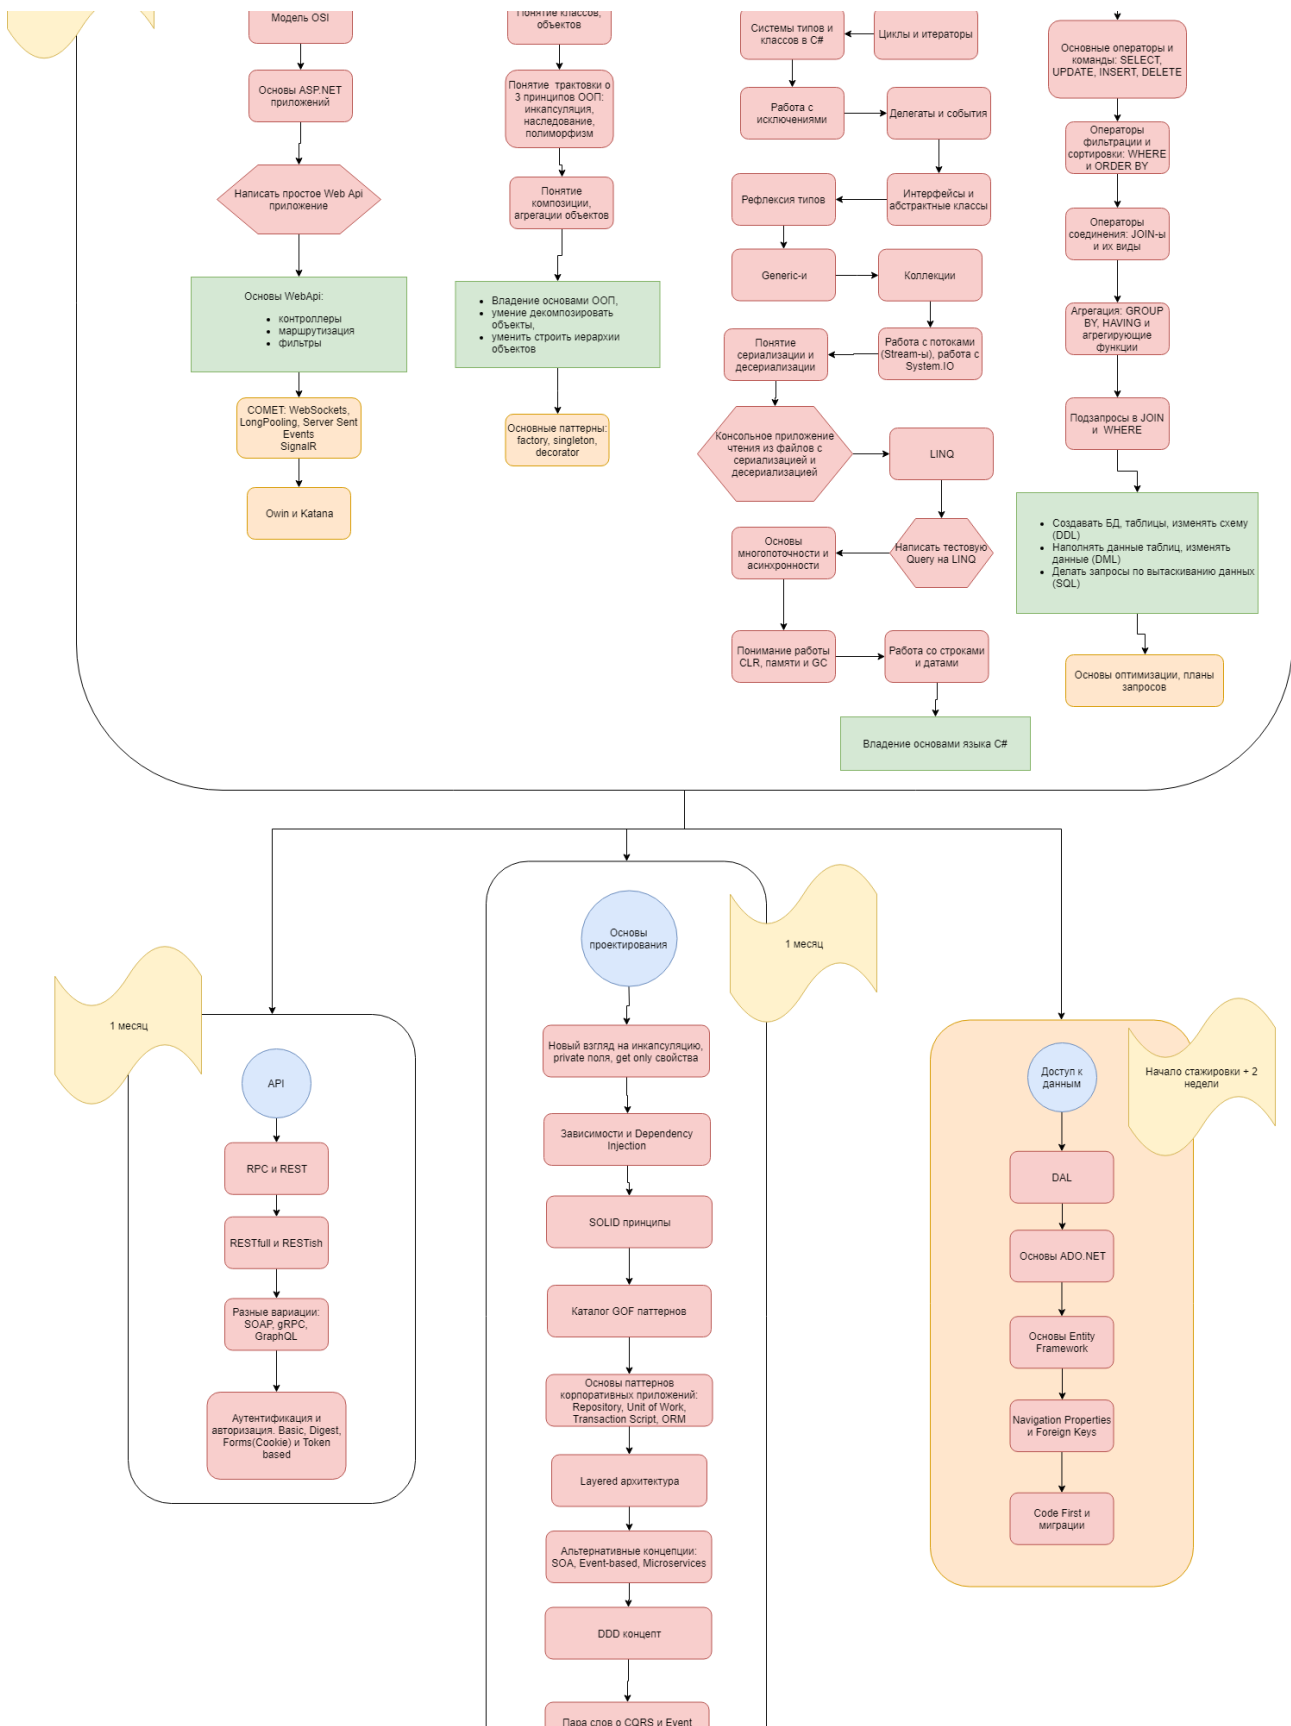 Модель OSI
Основы ASP.NET
приложений
Написать простое Web Api
приложение
Основы WebApi:
контроллеры
маршрутизация
фильтры
COMET: WebSockets,
LongPooling, Server Sent
Events
SignalR
Owin и Katana
Понятие классов,
объектов
Понятие трактовки о
3 принципов ООП:
инкапсуляция,
наследование,
полиморфизм
Понятие
композиции,
агрегации объектов
Владение основами ООП,
умение декомпозировать
объекты,
уменить строить иерархии
объектов
Основные паттерны:
factory, singleton,
decorator
Системы типов и
классов в C#
Циклы и итераторы
Работа с
исключениями
Делегаты и события
Рефлексия типов
Интерфейсы и
абстрактные классы
Generic-и
Коллекции
Понятие
сериализации и
десериализации
Работа с потоками
(Stream-ы), работа с
System.IO
Консольное приложение
чтения из файлов с
сериализацией и
десериализацией
LINQ
Основы
многопоточности и
асинхронности
Написать тестовую
Query на LINQ
Понимание работы
CLR, памяти и GC
Работа со строками
и датами
Владение основами языка C#
Основные операторы и
команды: SELECT,
UPDATE, INSERT, DELETE
Операторы
фильтрации и
сортировки: WHERE
и ORDER BY
Операторы
соединения: JOIN-ы
и их виды
Агрегация: GROUP
BY, HAVING и
агрегирующие
функции
Подзапросы в JOIN
и WHERE
Создавать БД, таблицы, изменять схему
(DDL)
Наполнять данные таблиц, изменять
данные (DML)
Делать запросы по вытаскиванию данных
(SQL)
Основы оптимизации, планы
запросов
1 месяц
API
RPC и REST
RESTfull и RESTish
Разные вариации:
SOAP, gRPC,
GraphQL
Аутентификация и
авторизация. Basic, Digest,
Forms(Cookie) и Token
based
Основы
проектирования
1 месяц
Новый взгляд на инкапсуляцию,
private поля, get only свойства
Зависимости и Dependency
Injection
SOLID принципы
Каталог GOF паттернов
Основы паттернов
корпоративных приложений:
Repository, Unit of Work,
Transaction Script, ORM
Layered архитектура
Альтернативные концепции:
SOA, Event-based, Microservices
DDD концепт
Пара слов о CQRS и Event
Доступ к
данным
Начало стажировки + 2
недели
DAL
Основы ADO.NET
Основы Entity
Framework
Navigation Properties
и Foreign Keys
Code First и
миграции